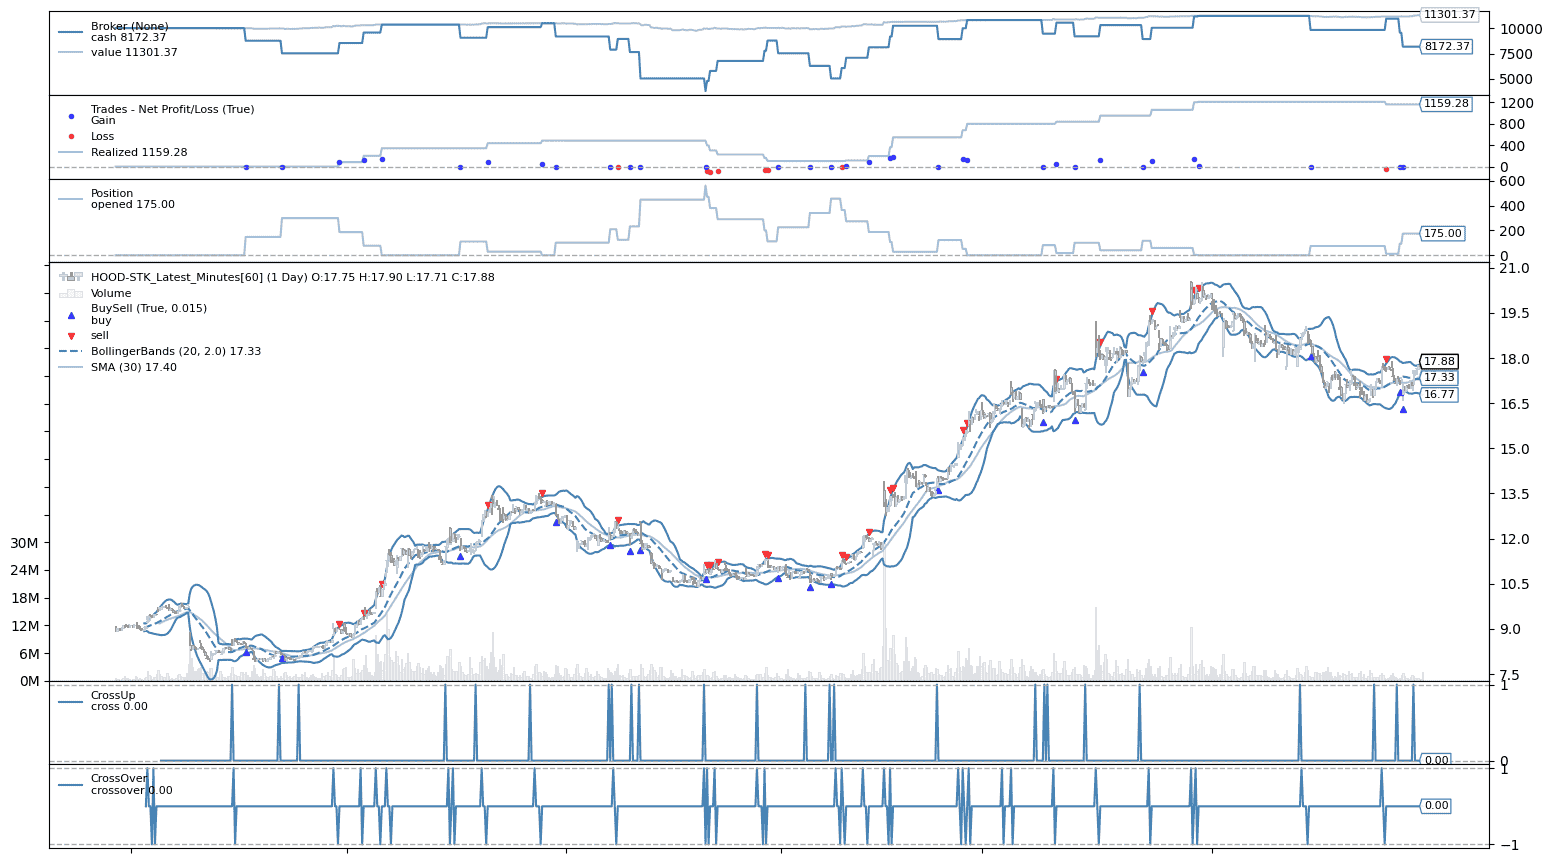 Broker (None)
cash 8172.37
value 11301.37
11301.37
10000
8172.37
7500
5000
Trades - Net Profit/Loss (True)
Gain
Loss
Realized 1159.28
1159.28
1200
800
400
0
Position
opened 175.00
600
400
200
175.00
0
HOOD-STK_Latest_Minutes[60] (1 Day) O:17.75 H:17.90 L:17.71 C:17.88
Volume
BuySell (True, 0.015)
buy
sell
BollingerBands (20, 2.0) 17.33
SMA (30) 17.40
21.0
19.5
18.0
17.88
17.33
16.77
16.5
15.0
13.5
12.0
10.5
9.0
7.5
30M
24M
18M
12M
6M
0M
CrossUp
cross 0.00
1
0.00
0
CrossOver
crossover 0.00
1
0.00
−1